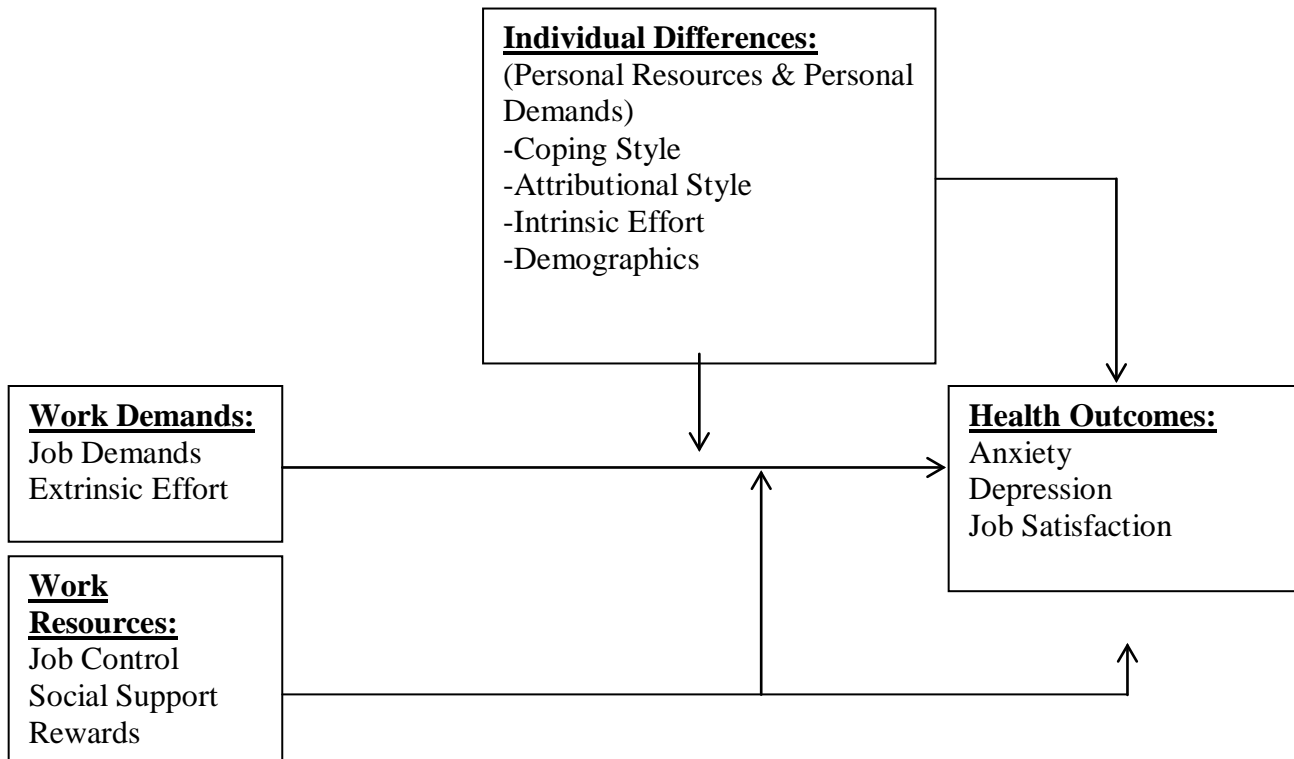 Individual Differences:
(Personal Resources & Personal
Demands)
-Coping Style
-Attributional Style
-Intrinsic Effort
-Demographics
Work Demands:
Job Demands
Extrinsic Effort
Health Outcomes:
Anxiety
Depression
Job Satisfaction
Work
Resources:
Job Control
Social Support
Rewards